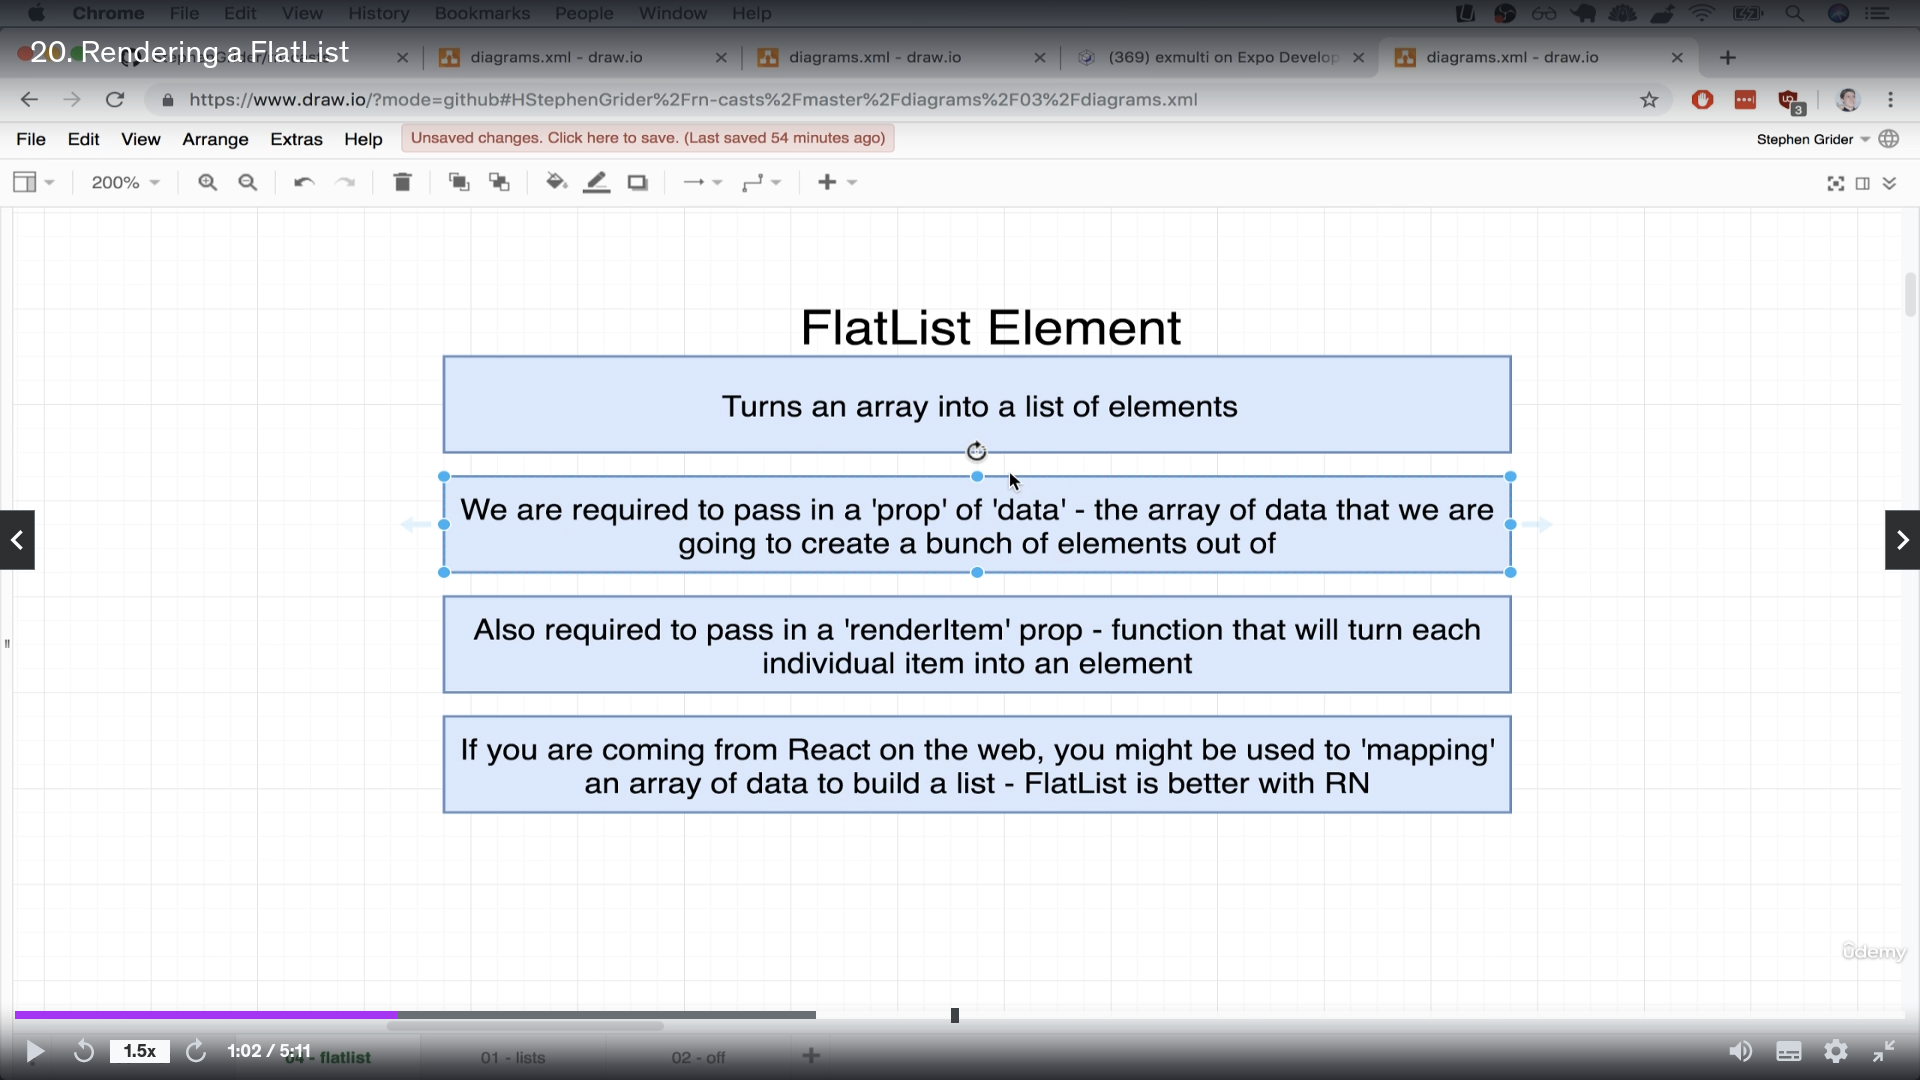 Chrome File Edit View History Bookmarks People Window Help
20. Rendering a FlatList
diagrams.xml - draw.io
diagrams.xml - draw.io
(369) exmulti on Expo Develop
diagrams.xml - draw.io
https://www.draw.io/?mode=github#HStephenGrider%2Frn-casts%2Fmaster%2Fdiagrams%2F03%2Fdiagrams.xml
3
File Edit View Arrange Extras Help
Unsaved changes. Click here to save. (Last saved 54 minutes ago)
Stephen Grider
200%
FlatList Element
Turns an array into a list of elements
We are required to pass in a 'prop' of 'data' - the array of data that we are
going to create a bunch of elements out of
Also required to pass in a 'renderItem' prop - function that will turn each
individual item into an element
If you are coming from React on the web, you might be used to 'mapping'
an array of data to build a list - FlatList is better with RN
ûdemy
1.5x
1:02 / 5:11
04 - flatlist
01 - lists
02 - off